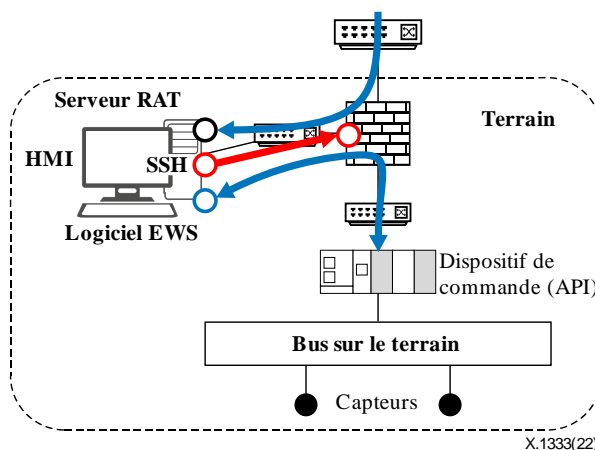 Serveur RAT
Terrain
HMI
SSH
Logiciel EWS
Dispositif de
commande (API)
Bus sur le terrain
Capteurs
X.1333(22)